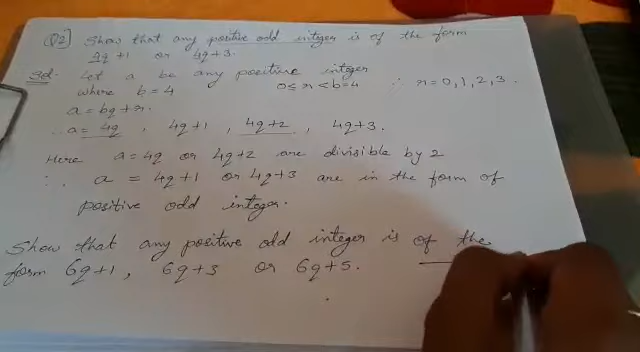 Q2] Show that any positive odd integer is of the form
4q+1 or 4q+3.
Sol. Let a be any positive integer
where b=4 0≤r<b=4 ∴ r=0,1,2,3.
a=bq+r.
∴ a=4q, 4q+1, 4q+2, 4q+3.
Here a=4q or 4q+2 are divisible by 2
∴ a = 4q+1 or 4q+3 are in the form of
positive odd integer.
Show that any positive odd integer is of the
form 6q+1, 6q+3 or 6q+5.